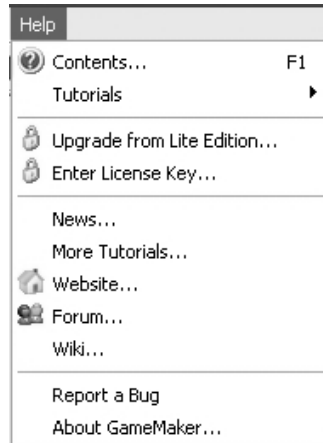 Help
Contents... F1
Tutorials
Upgrade from Lite Edition...
Enter License Key...
News...
More Tutorials...
Website...
Forum...
Wiki...
Report a Bug
About GameMaker...